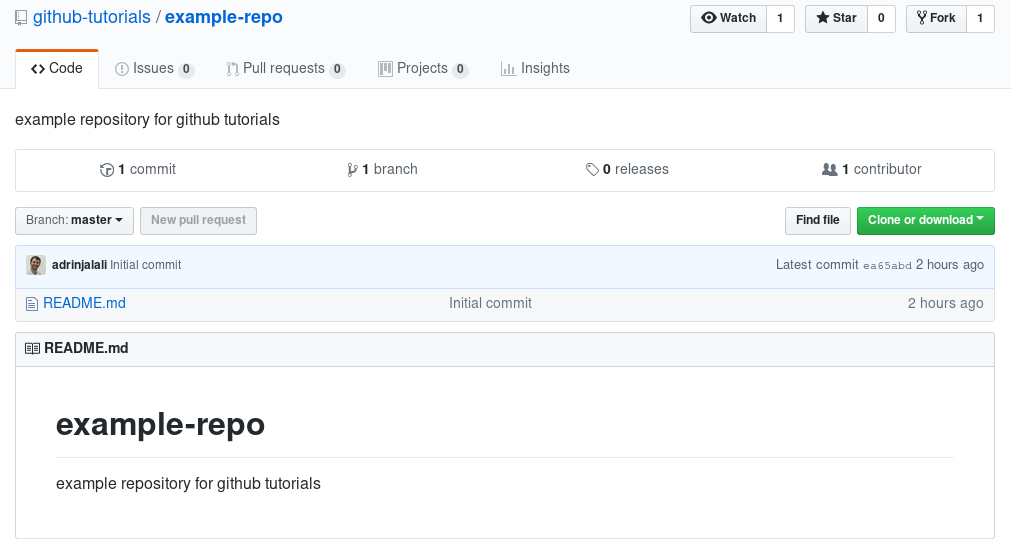 github-tutorials / example-repo Watch 1 Star 0 Fork 1
Code Issues 0 Pull requests 0 Projects 0 Insights
example repository for github tutorials
1 commit 1 branch 0 releases 1 contributor
Branch: master New pull request Find file Clone or download
adrinjalali Initial commit Latest commit ea65abd 2 hours ago
README.md Initial commit 2 hours ago
README.md
example-repo
example repository for github tutorials